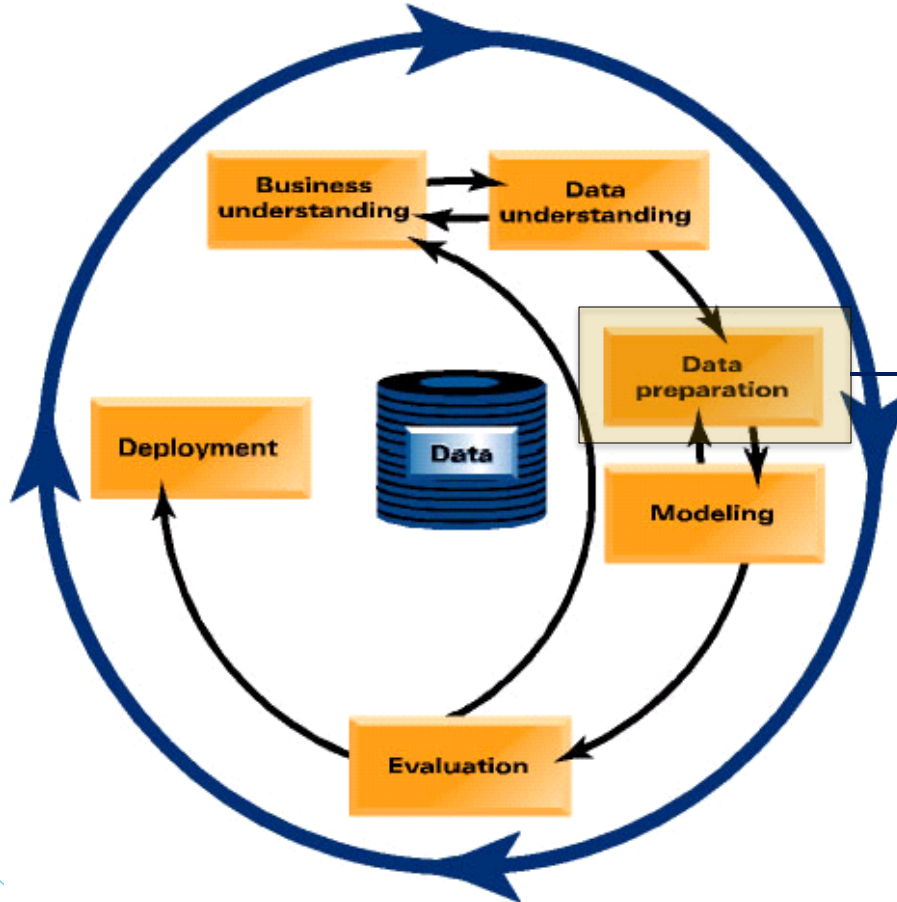 Business
understanding
Data
understanding
Data
preparation
Deployment
Data
Modeling
Evaluation